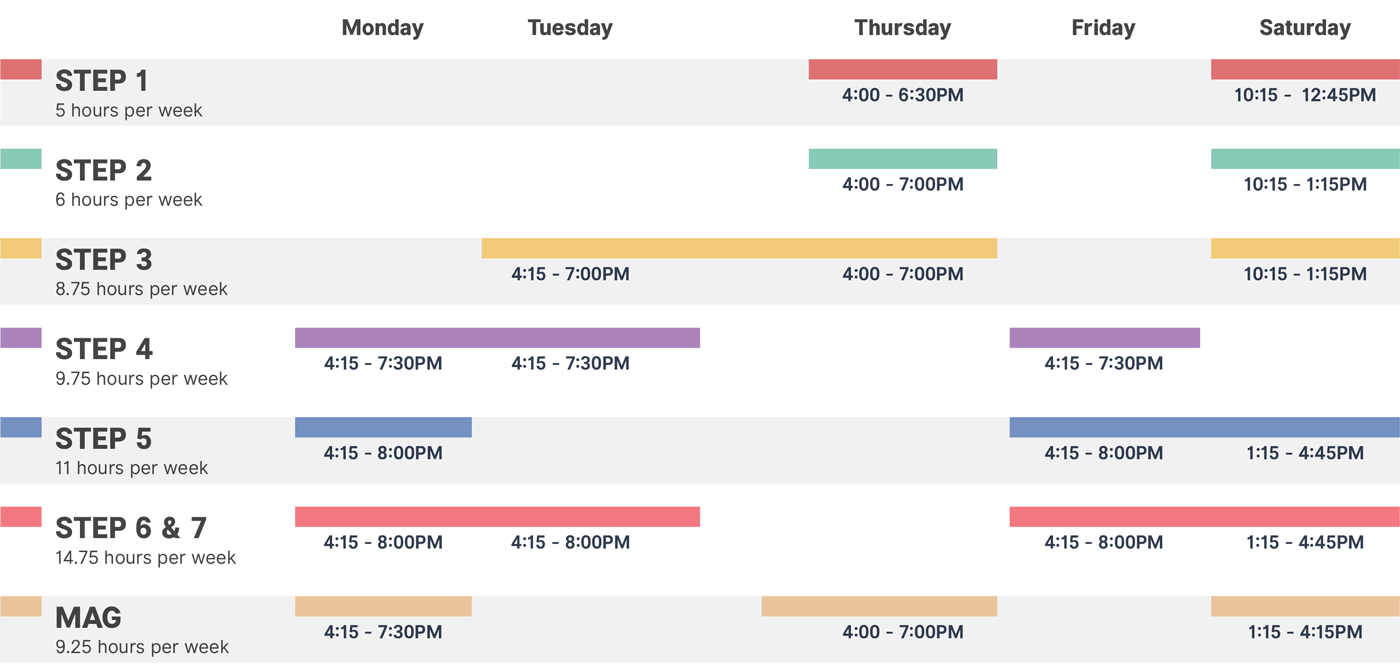 Monday Tuesday Thursday Friday Saturday
STEP 1
4:00 - 6:30PM 10:15 - 12:45PM
5 hours per week
STEP 2
4:00 - 7:00PM 10:15 - 1:15PM
6 hours per week
STEP 3
4:15 - 7:00PM 4:00 - 7:00PM 10:15 - 1:15PM
8.75 hours per week
STEP 4
4:15 - 7:30PM 4:15 - 7:30PM 4:15 - 7:30PM
9.75 hours per week
STEP 5
4:15 - 8:00PM 4:15 - 8:00PM 1:15 - 4:45PM
11 hours per week
STEP 6 & 7
4:15 - 8:00PM 4:15 - 8:00PM 4:15 - 8:00PM 1:15 - 4:45PM
14.75 hours per week
MAG
4:15 - 7:30PM 4:00 - 7:00PM 1:15 - 4:15PM
9.25 hours per week